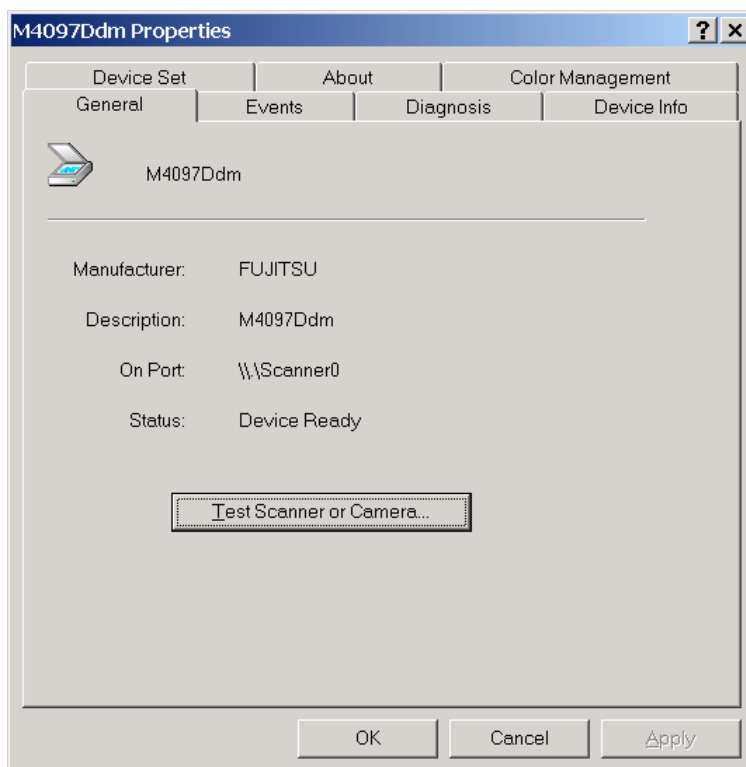 M4097Ddm Properties
? ×
Device Set About Color Management
General Events Diagnosis Device Info
M4097Ddm
Manufacturer: FUJITSU
Description: M4097Ddm
On Port: \\.\Scanner0
Status: Device Ready
Test Scanner or Camera...
OK Cancel Apply